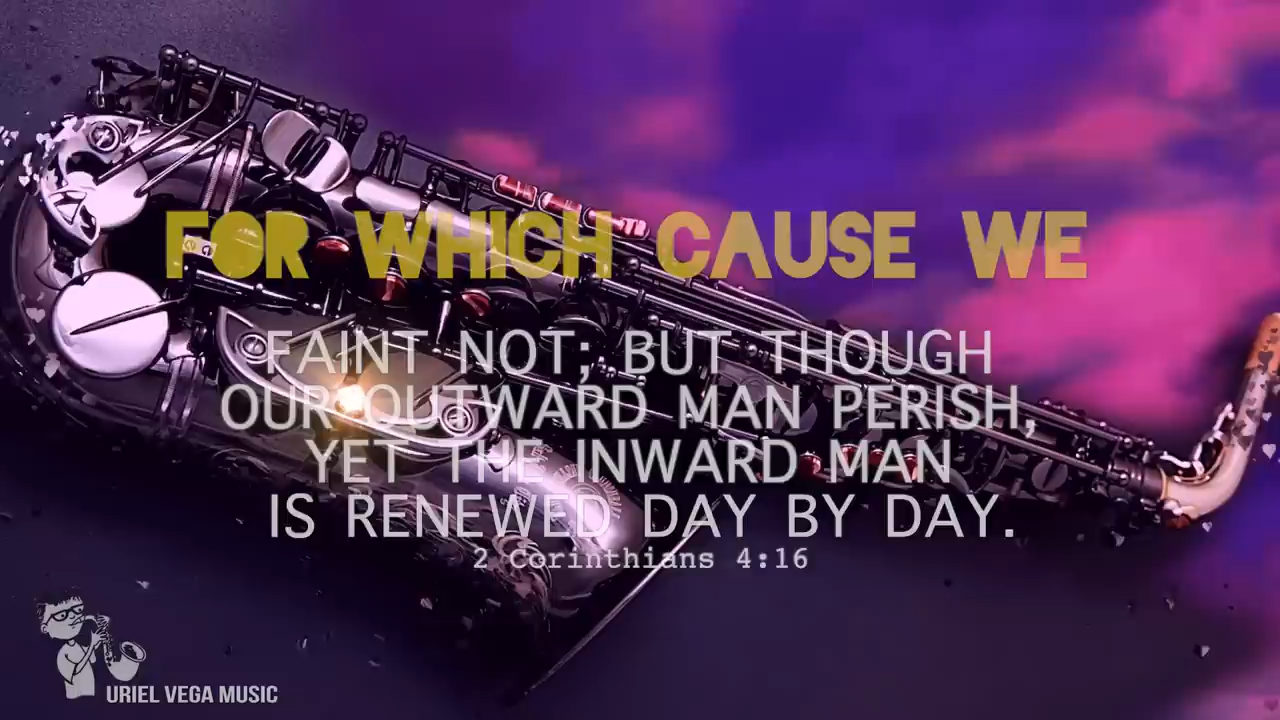 FOR WHICH CAUSE WE
FAINT NOT; BUT THOUGH
OUR OUTWARD MAN PERISH,
YET THE INWARD MAN
IS RENEWED DAY BY DAY.
2 Corinthians 4:16
URIEL VEGA MUSIC